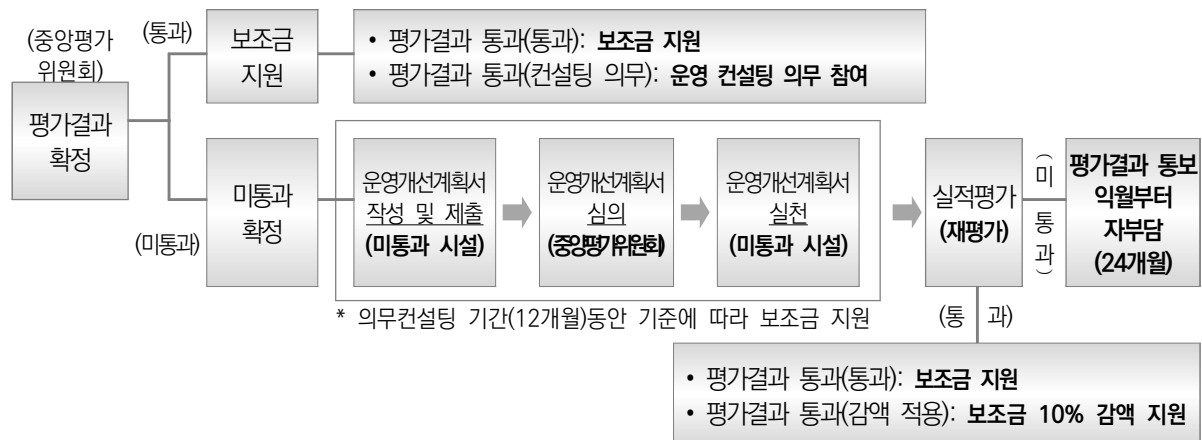 (중앙평가
위원회)
평가결과
확정
(통과)
보조금
지원
• 평가결과 통과(통과): 보조금 지원
• 평가결과 통과(컨설팅 의무): 운영 컨설팅 의무 참여
(미통과)
미통과
확정
운영개선계획서
작성 및 제출
(미통과 시설)
운영개선계획서
심의
(중앙평가위원회)
운영개선계획서
실천
(미통과 시설)
* 의무컨설팅 기간(12개월)동안 기준에 따라 보조금 지원
실적평가
(재평가)
(미통과)
평가결과 통보
익월부터
자부담
(24개월)
(통 과)
• 평가결과 통과(통과): 보조금 지원
• 평가결과 통과(감액 적용): 보조금 10% 감액 지원